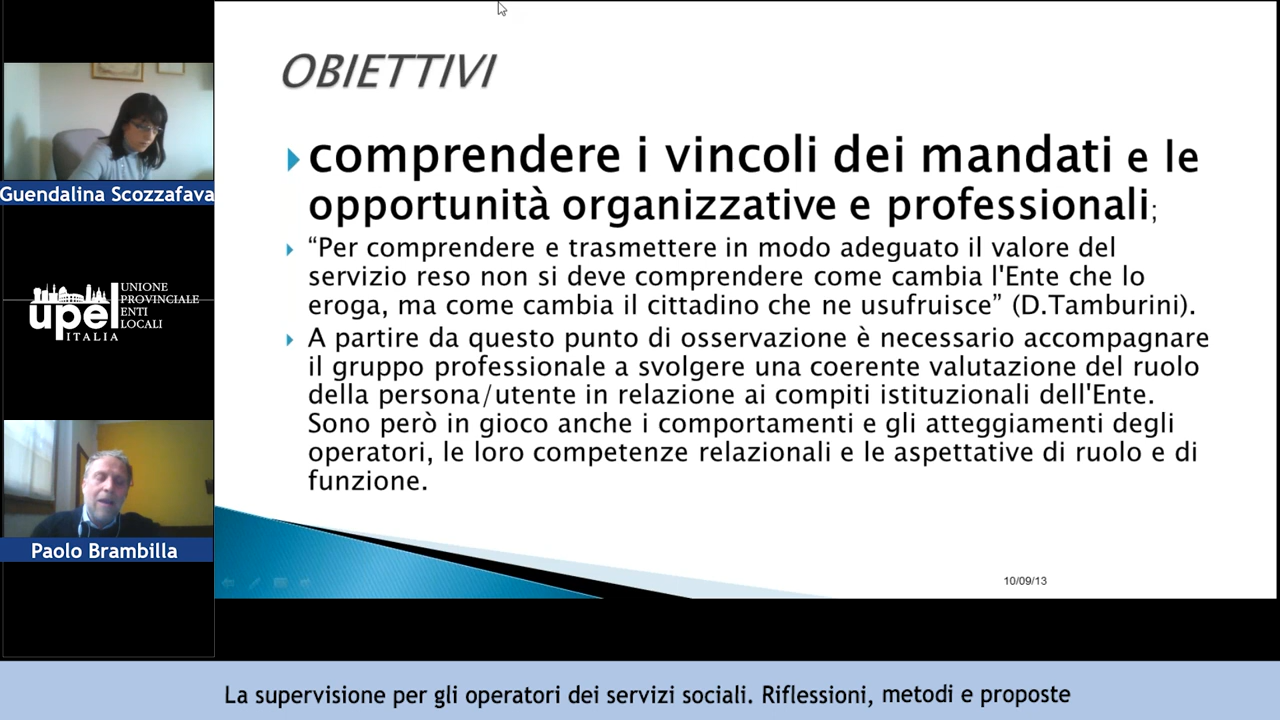 OBIETTIVI
comprendere i vincoli dei mandati e le
opportunità organizzative e professionali;
“Per comprendere e trasmettere in modo adeguato il valore del
servizio reso non si deve comprendere come cambia l'Ente che lo
eroga, ma come cambia il cittadino che ne usufruisce” (D.Tamburini).
A partire da questo punto di osservazione è necessario accompagnare
il gruppo professionale a svolgere una coerente valutazione del ruolo
della persona/utente in relazione ai compiti istituzionali dell'Ente.
Sono però in gioco anche i comportamenti e gli atteggiamenti degli
operatori, le loro competenze relazionali e le aspettative di ruolo e di
funzione.
10/09/13
Guendalina Scozzafava
upel
ITALIA
UNIONE
PROVINCIALE
ENTI
LOCALI
Paolo Brambilla
La supervisione per gli operatori dei servizi sociali. Riflessioni, metodi e proposte